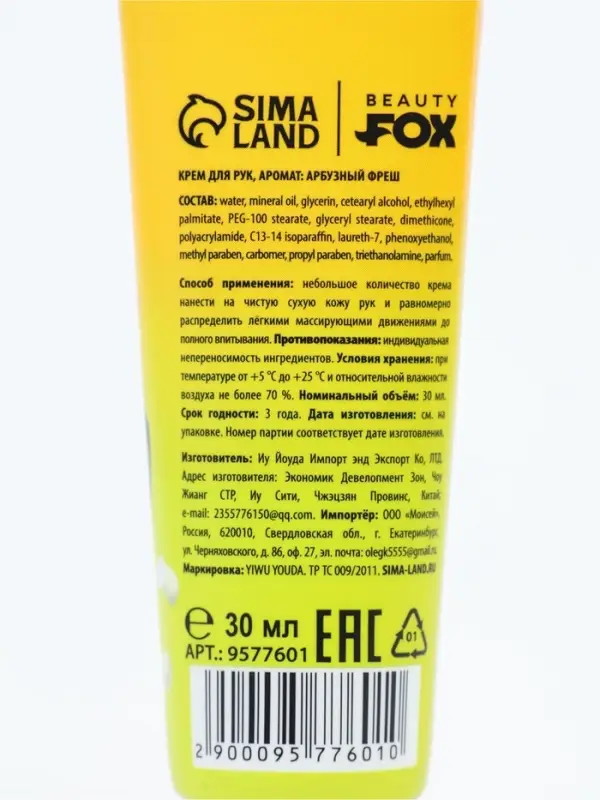 SIMA LAND
BEAUTY FOX
КРЕМ ДЛЯ РУК, АРОМАТ: АРБУЗНЫЙ ФРЕШ
СОСТАВ: water, mineral oil, glycerin, cetearyl alcohol, ethylhexyl
palmitate, PEG-100 stearate, glyceryl stearate, dimethicone,
polyacrylamide, C13-14 isoparaffin, laureth-7, phenoxyethanol,
methyl paraben, carbomer, propyl paraben, triethanolamine, parfum.
Способ применения: небольшое количество крема
нанести на чистую сухую кожу рук и равномерно
распределить лёгкими массирующими движениями до
полного впитывания. Противопоказания: индивидуальная
непереносимость ингредиентов. Условия хранения: при
температуре от +5 °С до +25 °С и относительной влажности
воздуха не более 70 %. Номинальный объём: 30 мл.
Срок годности: 3 года. Дата изготовления: см. на
упаковке. Номер партии соответствует дате изготовления.
Изготовитель: Иу Йоуда Импорт энд Экспорт Ко, ЛТД.
Адрес изготовителя: Экономик Девелопмент Зон, Чоу
Жианг СТР, Иу Сити, Чжэцзян Провинс, Китай;
e-mail: 2355776150@qq.com. Импортёр: ООО «Моисей».
Россия, 620010, Свердловская обл., г. Екатеринбург,
ул. Черняховского, д. 86, оф. 27, эл. почта: olegk5555@gmail.ru.
Маркировка: YIWU YOUDA. ТР ТС 009/2011. SIMA-LAND.RU
℮ 30 мл EAC 01
АРТ.: 9577601
2 900095 776010